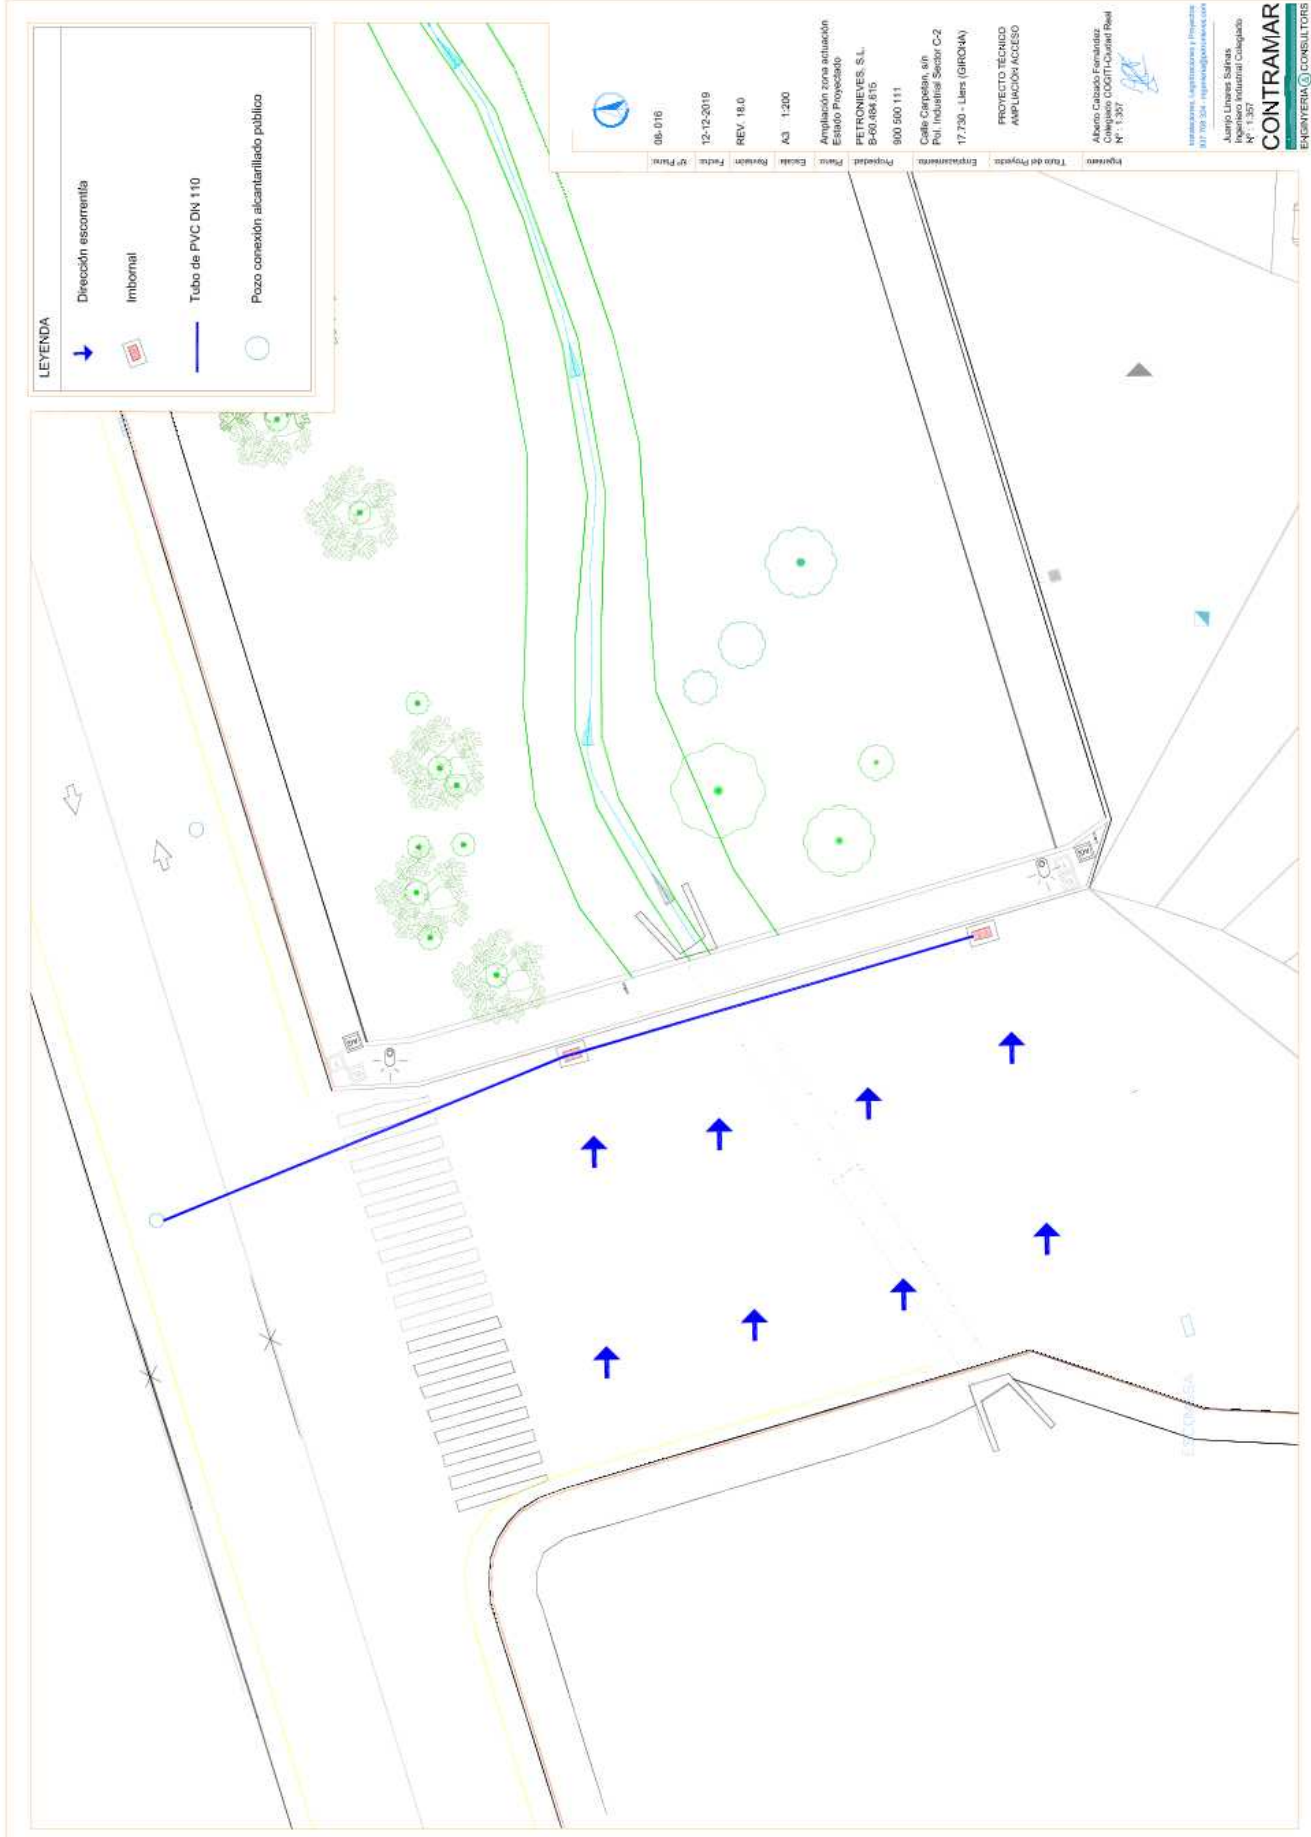 LEYENDA
Dirección escorrentía
Imbornal
Tubo de PVC DN 110
Pozo conexión alcantarillado público
Nº Plano
08-016
Fecha
12-12-2019
Revisión
REV. 18.0
Escala
A3 1:200
Plano
Ampliación zona actuación
Estado Proyectado
Propiedad
PETRONIEVES, S.L.
B-60.484.615
900 500 111
Emplazamiento
Calle Carpetan, s/n
Pol. Industrial Sector C-2
17.730 - Llers (GIRONA)
Título del Proyecto
PROYECTO TÉCNICO
AMPLIACIÓN ACCESO
Ingeniero
Alberto Calzado Fernández
Colegiado COGITI-Ciudad Real
Nº : 1.357
Instalaciones, Legalizaciones y Proyectos
Juanjo Linares Salinas
Ingeniero Industrial Colegiado
Nº : 1.357
CONTRAMAR
ENGINYERIA & CONSULTORS